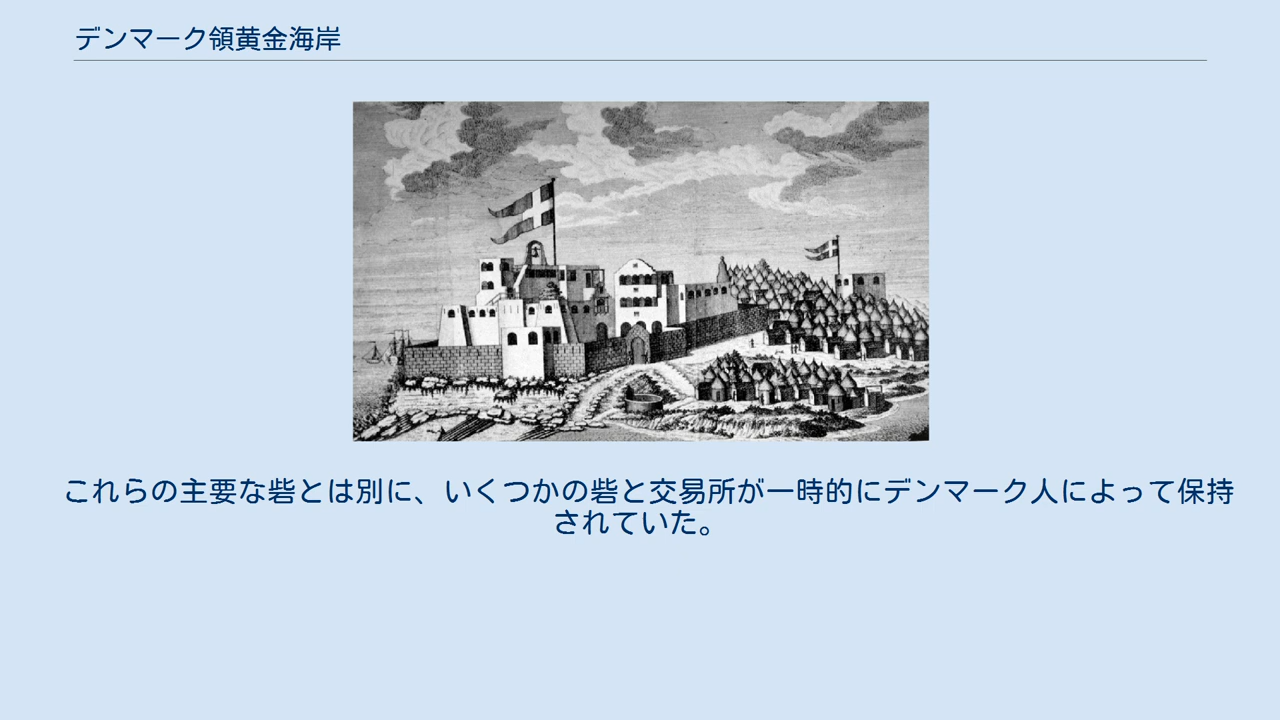 デンマーク領黄金海岸
これらの主要な砦とは別に、いくつかの砦と交易所が一時的にデンマーク人によって保持
されていた。